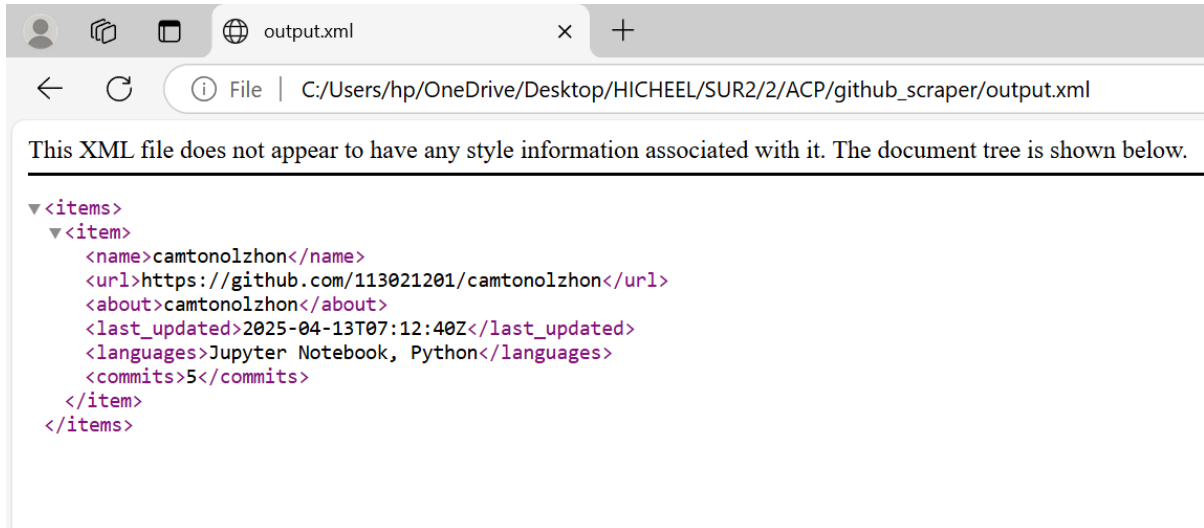 output.xml
File | C:/Users/hp/OneDrive/Desktop/HICHEEL/SUR2/2/ACP/github_scraper/output.xml
This XML file does not appear to have any style information associated with it. The document tree is shown below.
▼<items>
▼<item>
<name>camtonolzhon</name>
<url>https://github.com/113021201/camtonolzhon</url>
<about>camtonolzhon</about>
<last_updated>2025-04-13T07:12:40Z</last_updated>
<languages>Jupyter Notebook, Python</languages>
<commits>5</commits>
</item>
</items>